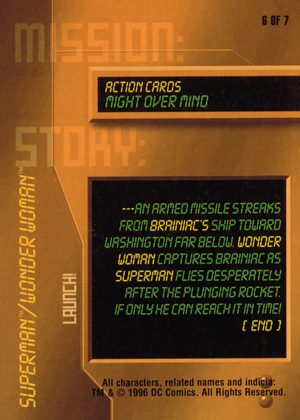 6 OF 7
MISSION:
ACTION CARDS
MIGHT OVER MIND
STORY:
---AN ARMED MISSILE STREAKS
FROM BRAINIAC'S SHIP TOWARD
WASHINGTON FAR BELOW. WONDER
WOMAN CAPTURES BRAINIAC AS
SUPERMAN FLIES DESPERATELY
AFTER THE PLUNGING ROCKET.
IF ONLY HE CAN REACH IT IN TIME!
( END )
SUPERMAN™/WONDER WOMAN™
LAUNCH!
All characters, related names and indicia:
TM & © 1996 DC Comics. All Rights Reserved.